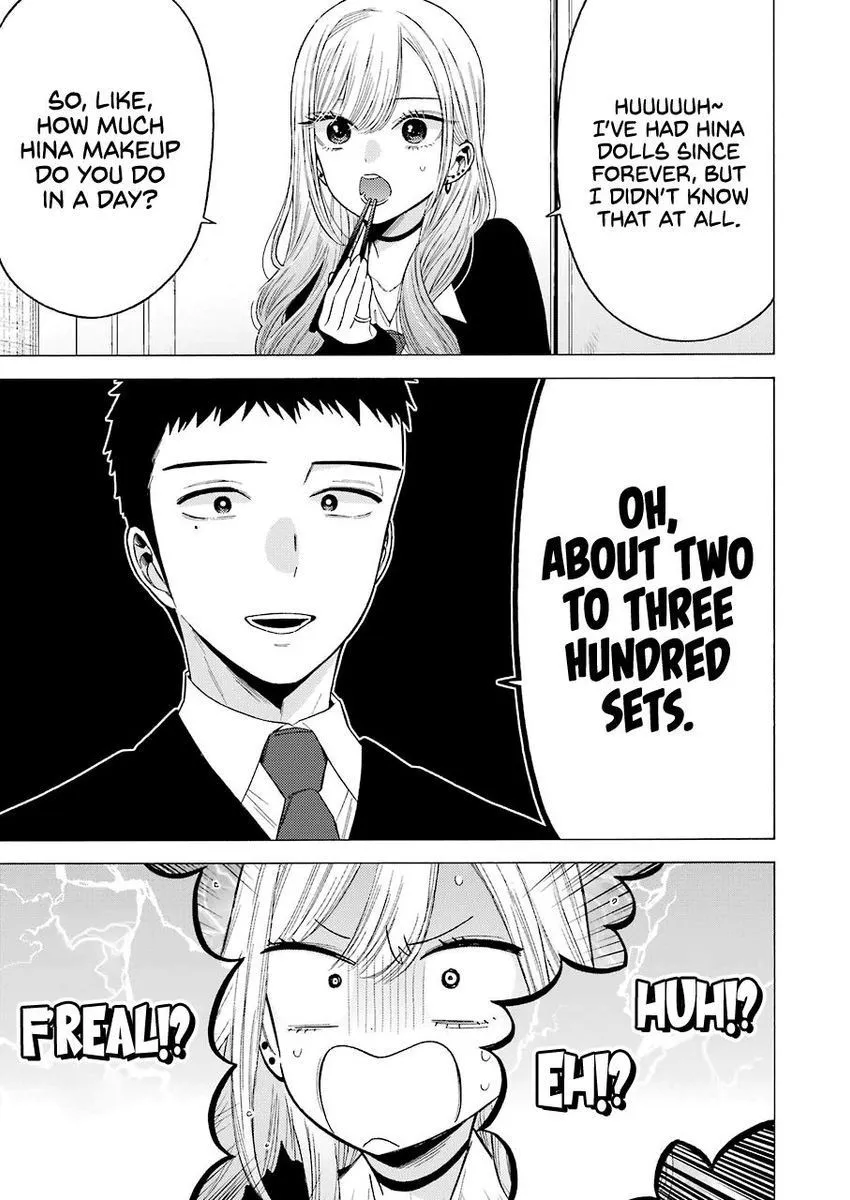 HUUUUUH~
I'VE HAD HINA
DOLLS SINCE
FOREVER, BUT
I DIDN'T KNOW
THAT AT ALL.
SO, LIKE,
HOW MUCH
HINA MAKEUP
DO YOU DO
IN A DAY?
OH,
ABOUT TWO
TO THREE
HUNDRED
SETS.
HUH!?
EH!?
FREAL!?